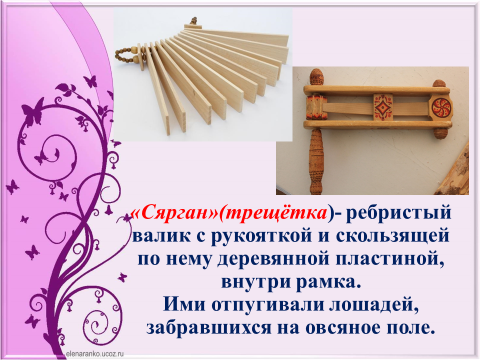 «Сярган»(трещётка)- ребристый
валик с рукояткой и скользящей
по нему деревянной пластиной,
внутри рамка.
Ими отпугивали лошадей,
забравшихся на овсяное поле.
elenaranko.ucoz.ru